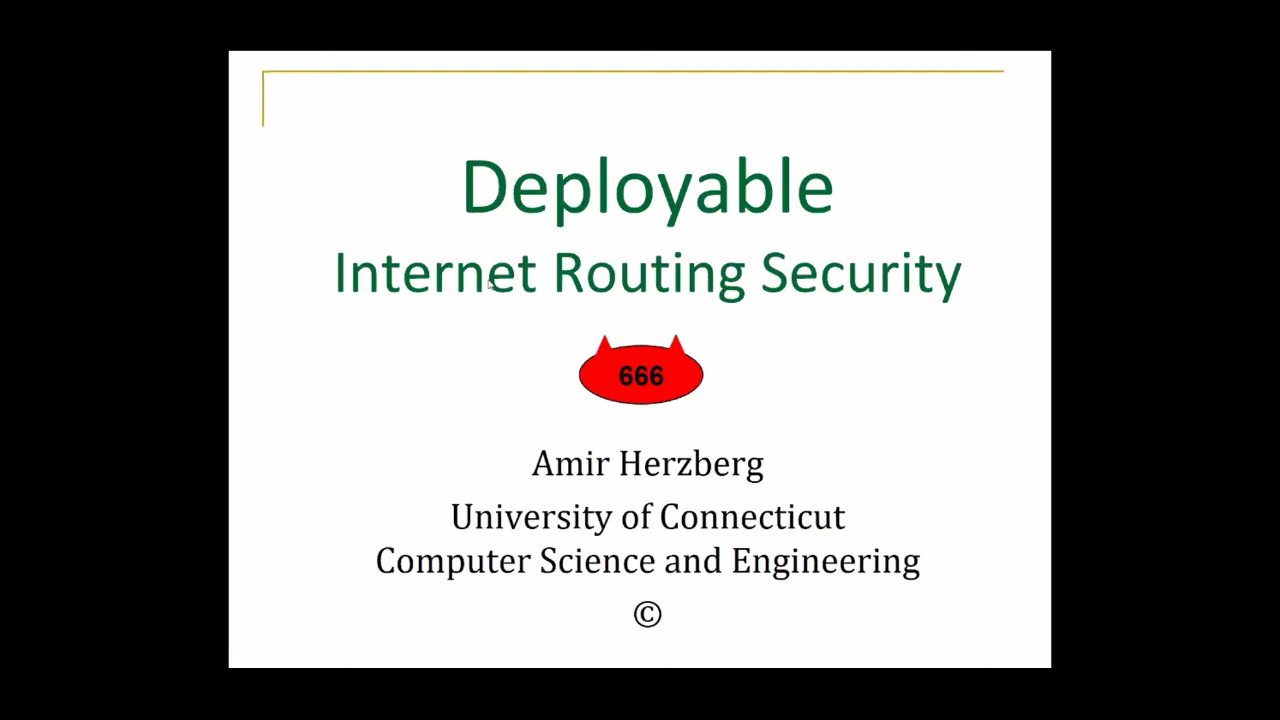 Deployable
Internet Routing Security
666
Amir Herzberg
University of Connecticut
Computer Science and Engineering
©